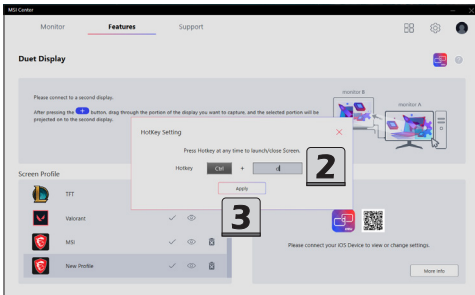 MSI Center
Monitor
Features
Support
Duet Display
Please connect to a second display.
After pressing the + button, drag through the portion of the display you want to capture, and the selected portion will be
projected on to the second display.
monitor B
monitor A
HotKey Setting
Press Hotkey at any time to launch/close Screen.
Hotkey
Ctrl
+
d
2
Apply
3
Screen Profile
TFT
Valorant
MSI
New Profile
Please connect your iOS Device to view or change settings.
More Info